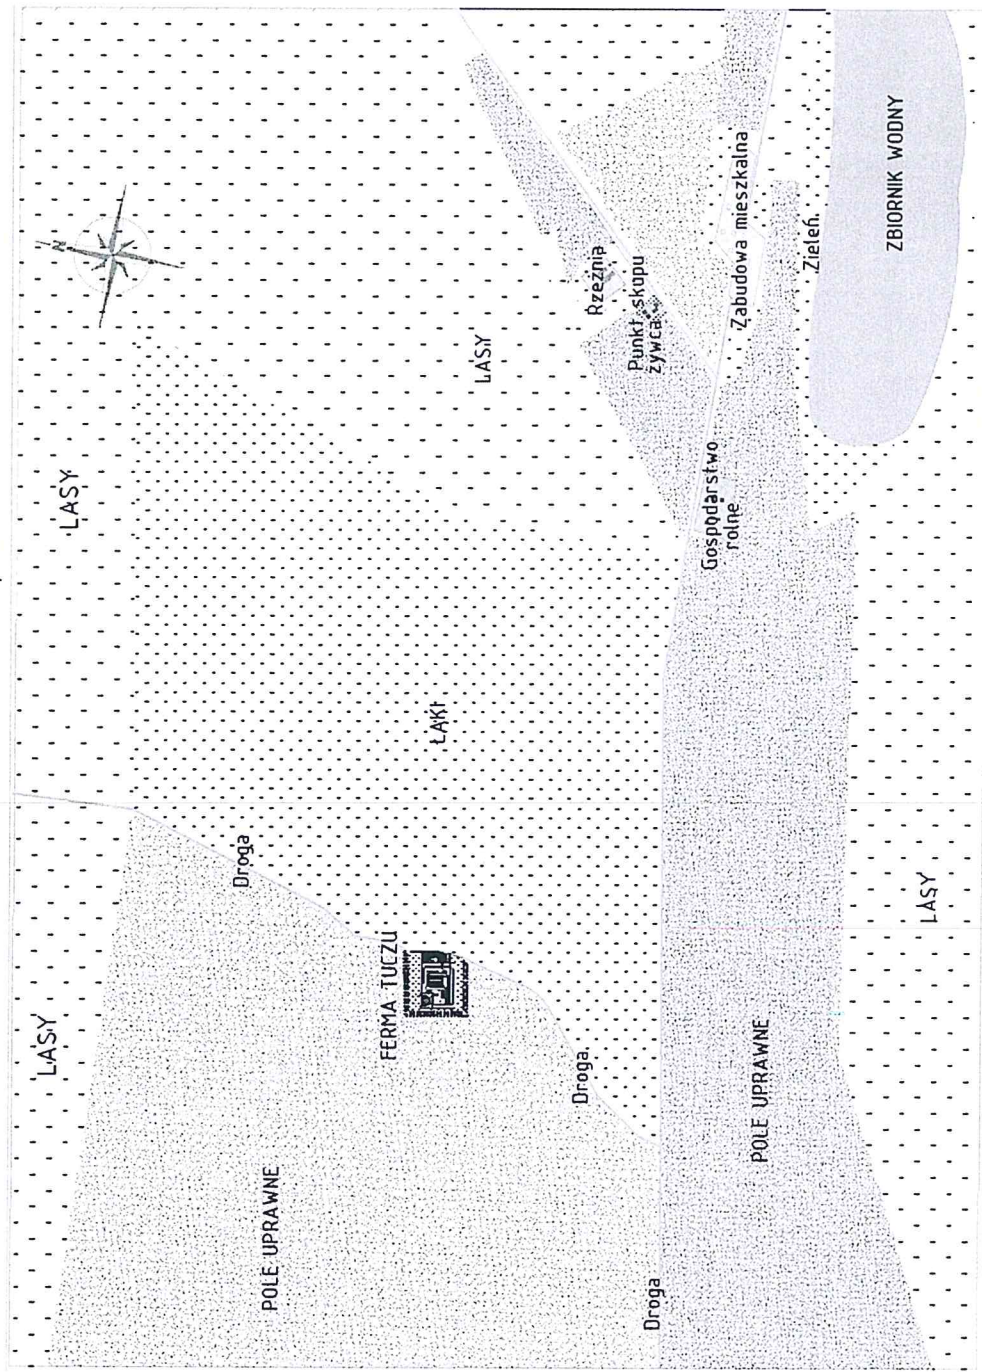 LASY
N
LASY
Droga
POLE UPRAWNE
FERMA TUCZU
ŁĄKI
LASY
Droga
Rzeźnia
Punkt skupu
żywca
Droga
Gospodarstwo
rolne
Zabudowa mieszkalna
POLE UPRAWNE
Zieleń
ZBIORNIK WODNY
LASY